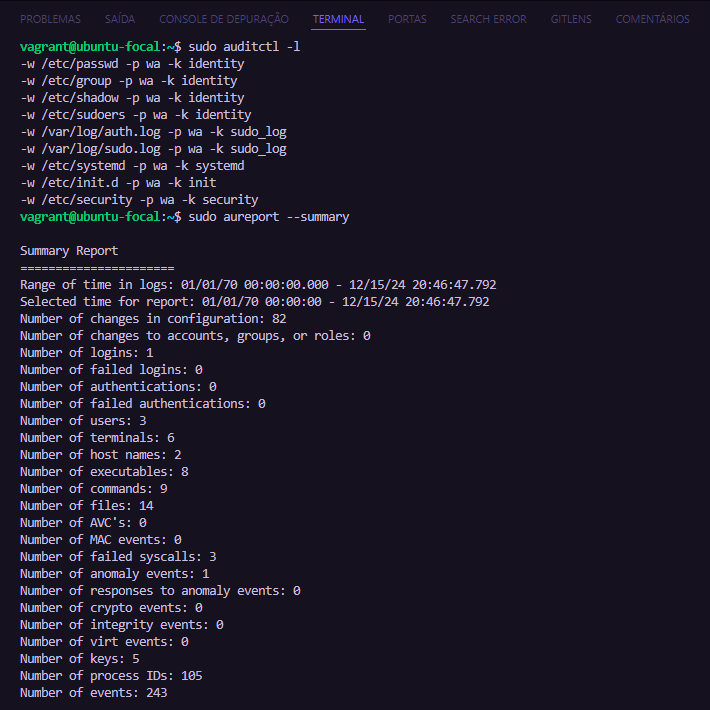 PROBLEMAS SAÍDA CONSOLE DE DEPURAÇÃO TERMINAL PORTAS SEARCH ERROR GITLENS COMENTÁRIOS
vagrant@ubuntu-focal:~$ sudo auditctl -l
-w /etc/passwd -p wa -k identity
-w /etc/group -p wa -k identity
-w /etc/shadow -p wa -k identity
-w /etc/sudoers -p wa -k identity
-w /var/log/auth.log -p wa -k sudo_log
-w /var/log/sudo.log -p wa -k sudo_log
-w /etc/systemd -p wa -k systemd
-w /etc/init.d -p wa -k init
-w /etc/security -p wa -k security
vagrant@ubuntu-focal:~$ sudo aureport --summary
Summary Report
======================
Range of time in logs: 01/01/70 00:00:00.000 - 12/15/24 20:46:47.792
Selected time for report: 01/01/70 00:00:00 - 12/15/24 20:46:47.792
Number of changes in configuration: 82
Number of changes to accounts, groups, or roles: 0
Number of logins: 1
Number of failed logins: 0
Number of authentications: 0
Number of failed authentications: 0
Number of users: 3
Number of terminals: 6
Number of host names: 2
Number of executables: 8
Number of commands: 9
Number of files: 14
Number of AVC's: 0
Number of MAC events: 0
Number of failed syscalls: 3
Number of anomaly events: 1
Number of responses to anomaly events: 0
Number of crypto events: 0
Number of integrity events: 0
Number of virt events: 0
Number of keys: 5
Number of process IDs: 105
Number of events: 243